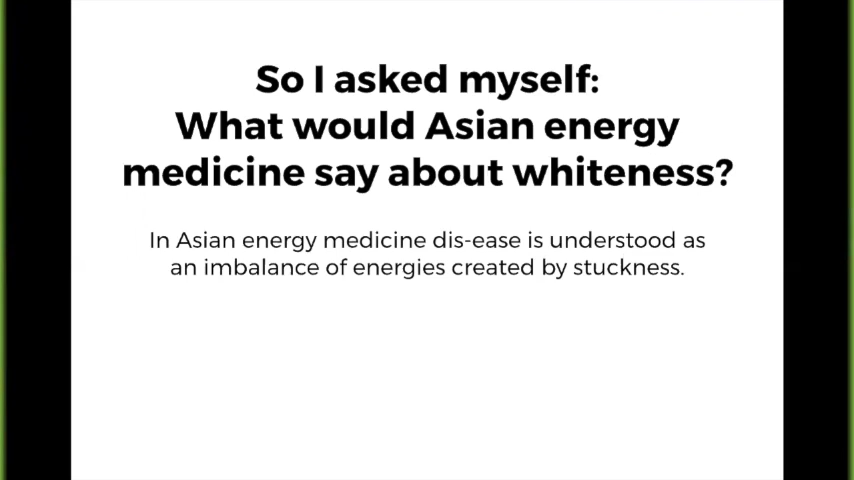 So I asked myself:
What would Asian energy
medicine say about whiteness?
In Asian energy medicine dis-ease is understood as
an imbalance of energies created by stuckness.